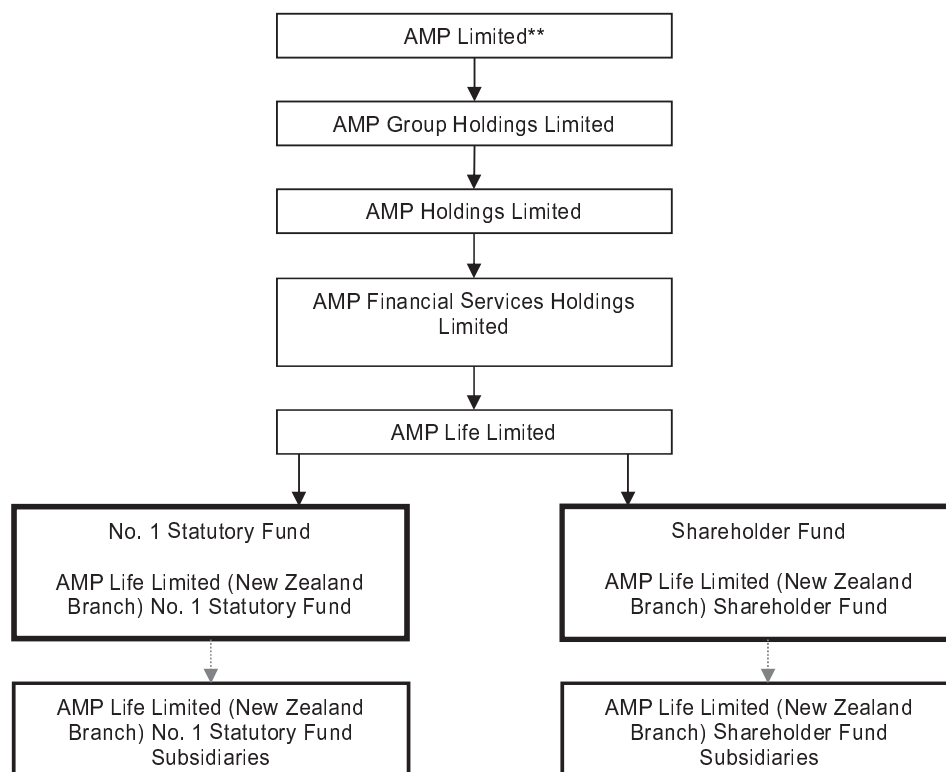 AMP Limited**
AMP Group Holdings Limited
AMP Holdings Limited
AMP Financial Services Holdings
Limited
AMP Life Limited
No. 1 Statutory Fund
AMP Life Limited (New Zealand
Branch) No. 1 Statutory Fund
Shareholder Fund
AMP Life Limited (New Zealand
Branch) Shareholder Fund
AMP Life Limited (New Zealand
Branch) No. 1 Statutory Fund
Subsidiaries
AMP Life Limited (New Zealand
Branch) Shareholder Fund
Subsidiaries